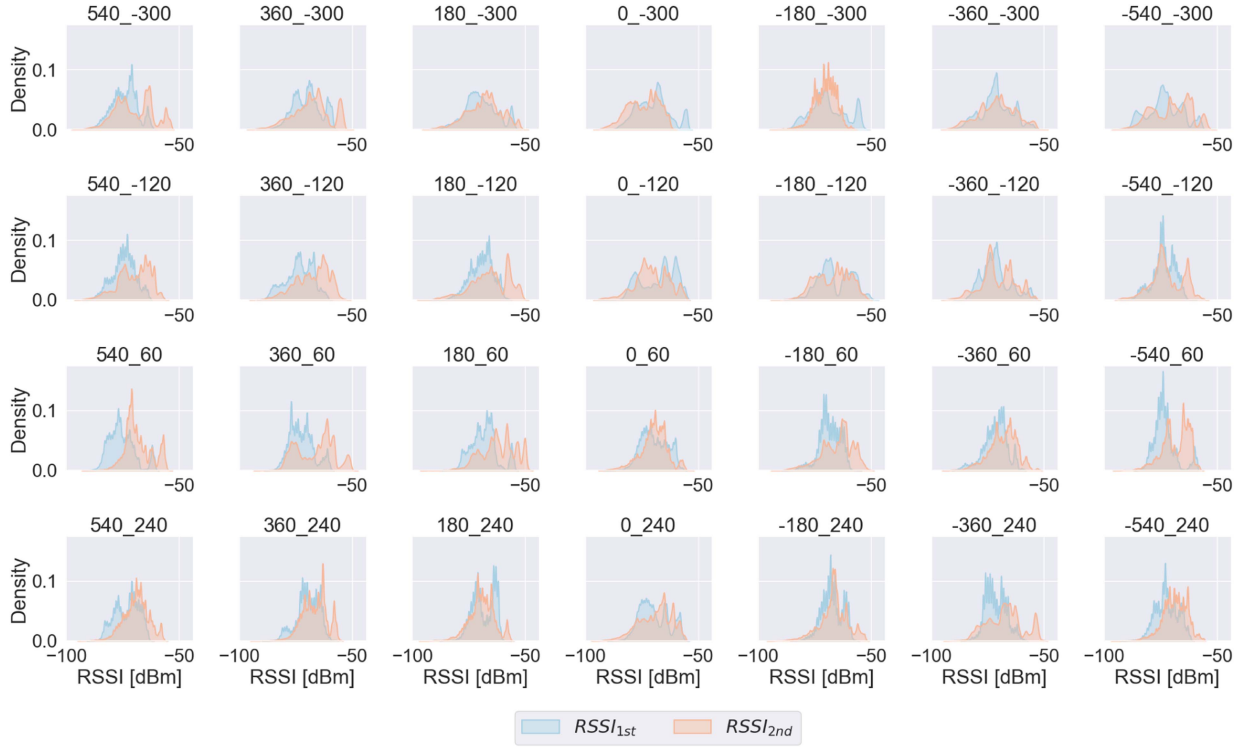 540_-300 360_-300 180_-300 0_-300 -180_-300 -360_-300 -540_-300
Density
0.1
0.0
−50 −50 −50 −50 −50 −50 −50
540_-120 360_-120 180_-120 0_-120 -180_-120 -360_-120 -540_-120
Density
0.1
0.0
−50 −50 −50 −50 −50 −50 −50
540_60 360_60 180_60 0_60 -180_60 -360_60 -540_60
Density
0.1
0.0
−50 −50 −50 −50 −50 −50 −50
540_240 360_240 180_240 0_240 -180_240 -360_240 -540_240
Density
0.1
0.0
−100 −50 −100 −50 −100 −50 −100 −50 −100 −50 −100 −50 −100 −50
RSSI [dBm] RSSI [dBm] RSSI [dBm] RSSI [dBm] RSSI [dBm] RSSI [dBm] RSSI [dBm]
RSSI1st RSSI2nd